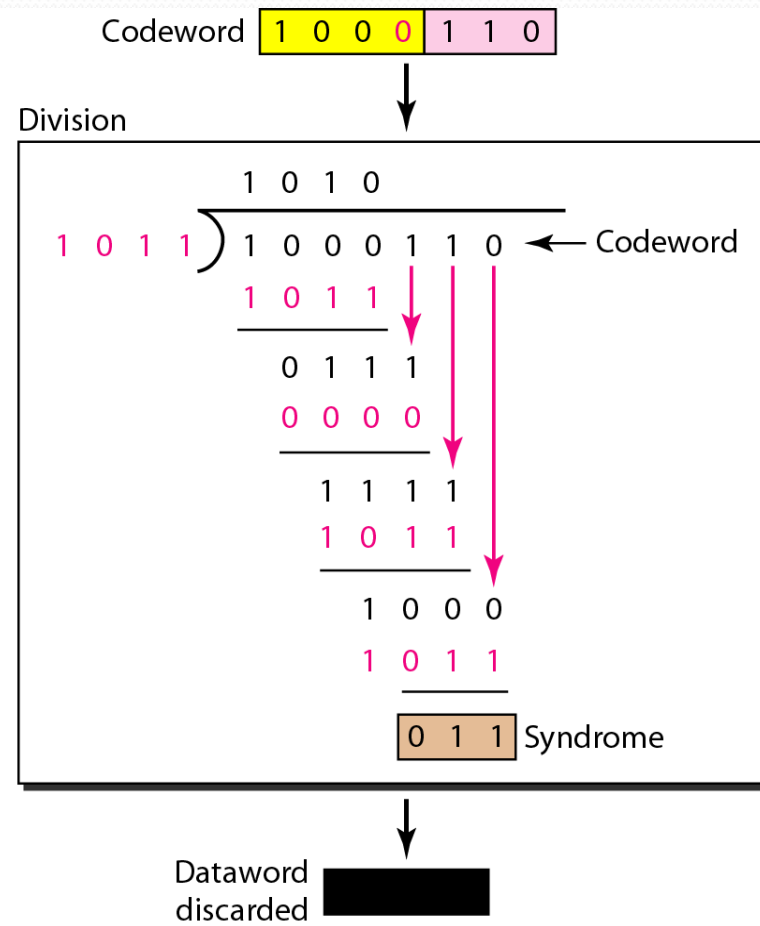 Codeword 1 0 0 0 1 1 0
Division
1 0 1 0
1 0 1 1 1 0 0 0 1 1 0 Codeword
1 0 1 1
0 1 1 1
0 0 0 0
1 1 1 1
1 0 1 1
1 0 0 0
1 0 1 1
0 1 1 Syndrome
Dataword
discarded